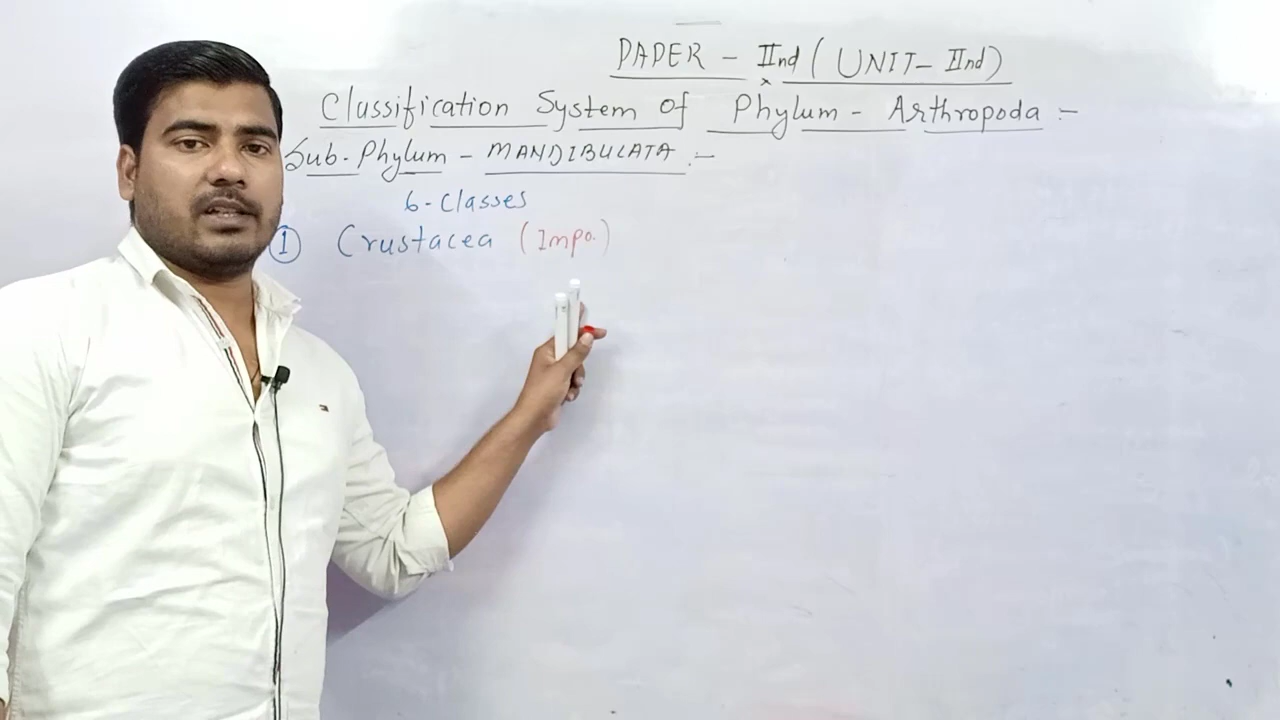 PAPER - IInd (UNIT- IInd)
Classification System of Phylum - Arthropoda :-
Sub-Phylum - MANDIBULATA :-
6-Classes
① Crustacea (Impo.)